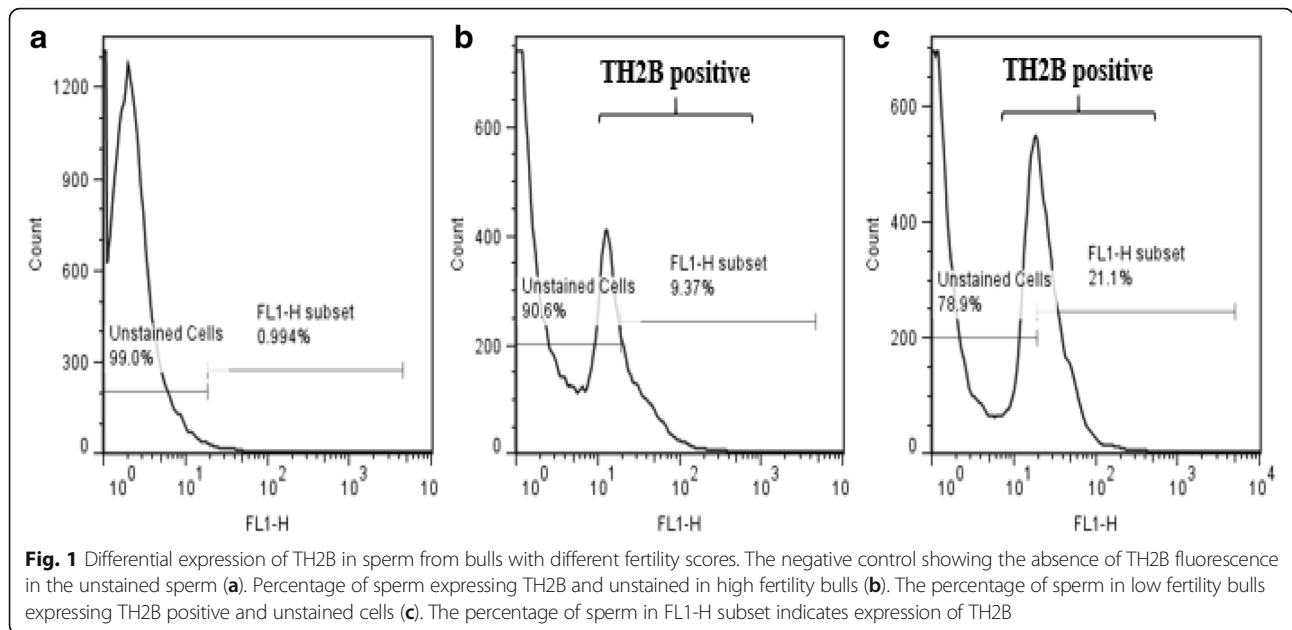 a
1200
900
600
300
0
Count
Unstained Cells
99.0%
FL1-H subset
0.994%
10^0 10^1 10^2 10^3 10
FL1-H
b
TH2B positive
600
400
200
0
Count
Unstained Cells
90.6%
FL1-H subset
9.37%
10^0 10^1 10^2 10^3
FL1-H
c
TH2B positive
600
400
200
0
Count
Unstained Cells
78.9%
FL1-H subset
21.1%
10^0 10^1 10^2 10^3 10^4
FL1-H
Fig. 1 Differential expression of TH2B in sperm from bulls with different fertility scores. The negative control showing the absence of TH2B fluorescence
in the unstained sperm (a). Percentage of sperm expressing TH2B and unstained in high fertility bulls (b). The percentage of sperm in low fertility bulls
expressing TH2B positive and unstained cells (c). The percentage of sperm in FL1-H subset indicates expression of TH2B